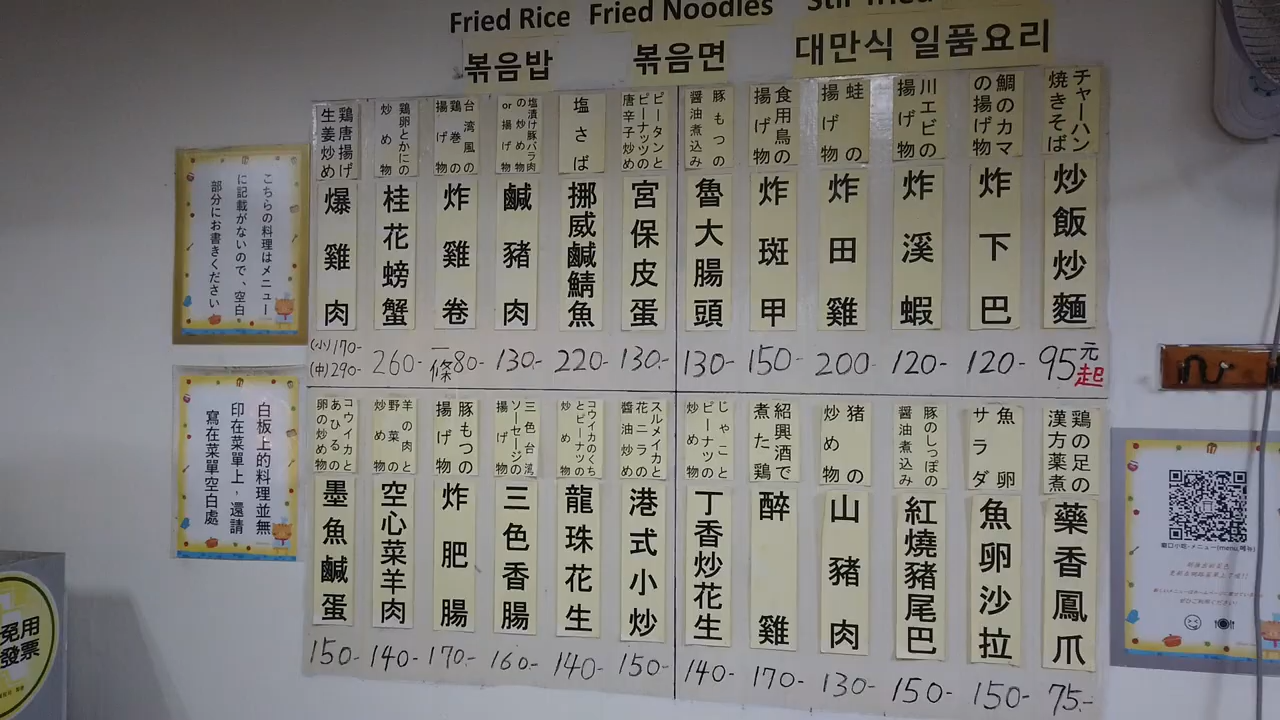 Fried Rice
Fried Noodles
볶음밥
볶음면
대만식 일품요리
チャーハン
焼きそば
炒飯炒麵
95元起
鯛のカマ
の揚げ物
炸下巴
120-
川エビの
揚げ物
炸溪蝦
120-
蛙の
揚げ物
炸田雞
200-
食用鳥の
揚げ物
炸斑甲
150-
豚もつの
醤油煮込み
魯大腸頭
130-
ピータンと
ピーナッツの
唐辛子炒め
宮保皮蛋
130-
塩さば
挪威鹹鯖魚
220-
塩漬け豚バラ肉
の炒め物
or揚げ物
鹹豬肉
130-
台湾風の
鶏巻の
揚げ物
炸雞卷
一條80-
鶏卵とかにの
炒め物
桂花螃蟹
260-
鶏唐揚げ
生姜炒め
爆雞肉
(小)170-
(中)290-
鶏の足の
漢方薬煮
藥香鳳爪
75-
魚卵
サラダ
魚卵沙拉
150-
豚のしっぽの
醤油煮込み
紅燒豬尾巴
150-
猪の
炒め物
山豬肉
130-
紹興酒で
煮た鶏
醉雞
170-
じゃこと
ピーナッツの
炒め物
丁香炒花生
140-
スルメイカと
花ニラの
醤油炒め
港式小炒
150-
コウイカのくち
とピーナッツの
炒め物
龍珠花生
140-
三色台湾
ソーセージの
揚げ物
三色香腸
160-
豚もつの
揚げ物
炸肥腸
170-
羊の肉と
野菜の
炒め物
空心菜羊肉
140-
コウイカと
あひるの
卵の炒め物
墨魚鹹蛋
150-
こちらの料理はメニュー
に記載がないので、空白
部分にお書きください
白板上的料理並無
印在菜單上，還請
寫在菜單空白處
免用
發票